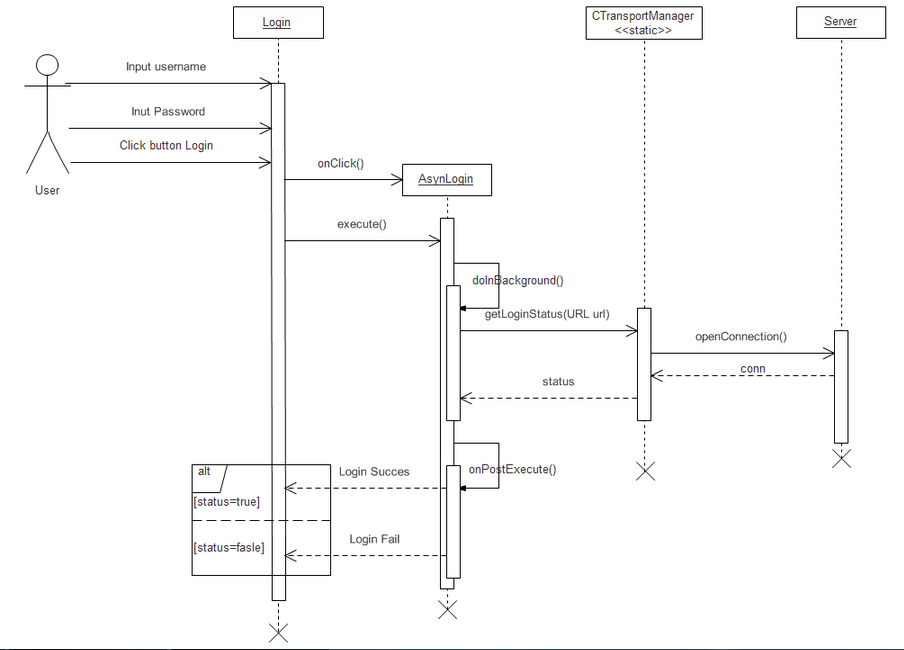 Login
CTransportManager
<<static>>
Server
Input username
Inut Password
Click button Login
User
onClick()
AsynLogin
execute()
doInBackground()
getLoginStatus(URL url)
openConnection()
conn
status
alt
Login Succes
onPostExecute()
[status=true]
Login Fail
[status=fasle]